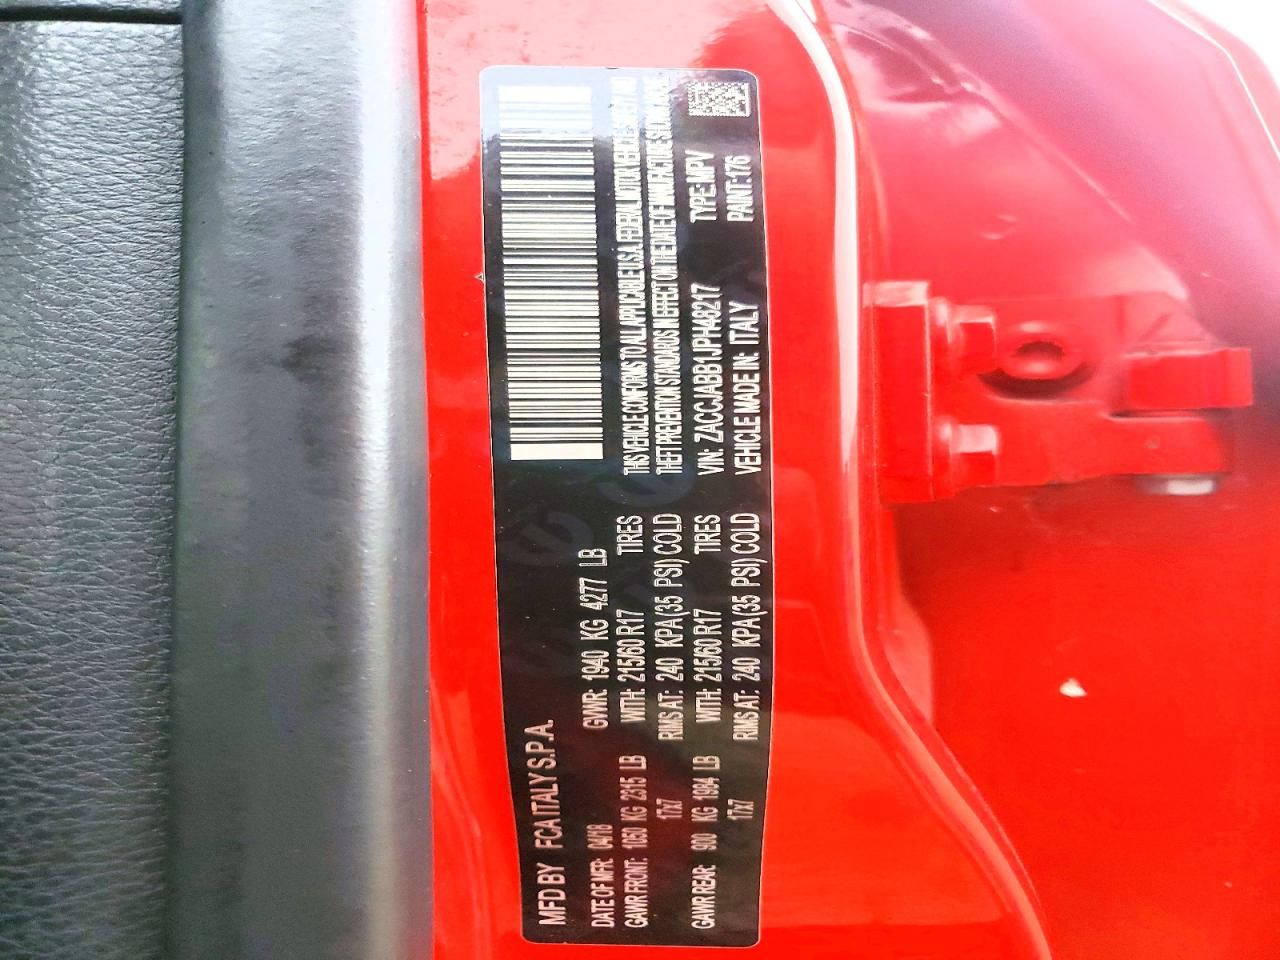 MFD BY FCA ITALY S.P.A.
DATE OF MFR: 04/18 GVWR: 1940 KG 4277 LB
GAWR FRONT: 1050 KG 2315 LB WITH: 215/60 R17 TIRES
17x7 RIMS AT: 240 KPA(35 PSI) COLD
GAWR REAR: 900 KG 1984 LB WITH: 215/60 R17 TIRES
17x7 RIMS AT: 240 KPA(35 PSI) COLD
THIS VEHICLE CONFORMS TO ALL APPLICABLE U.S.A. FEDERAL MOTOR VEHICLE
THEFT PREVENTION STANDARDS IN EFFECT ON THE DATE OF MANUFACTURE SHOWN
VIN: ZACCJABB1JPH48217 TYPE: MPV
VEHICLE MADE IN: ITALY PAINT: 176